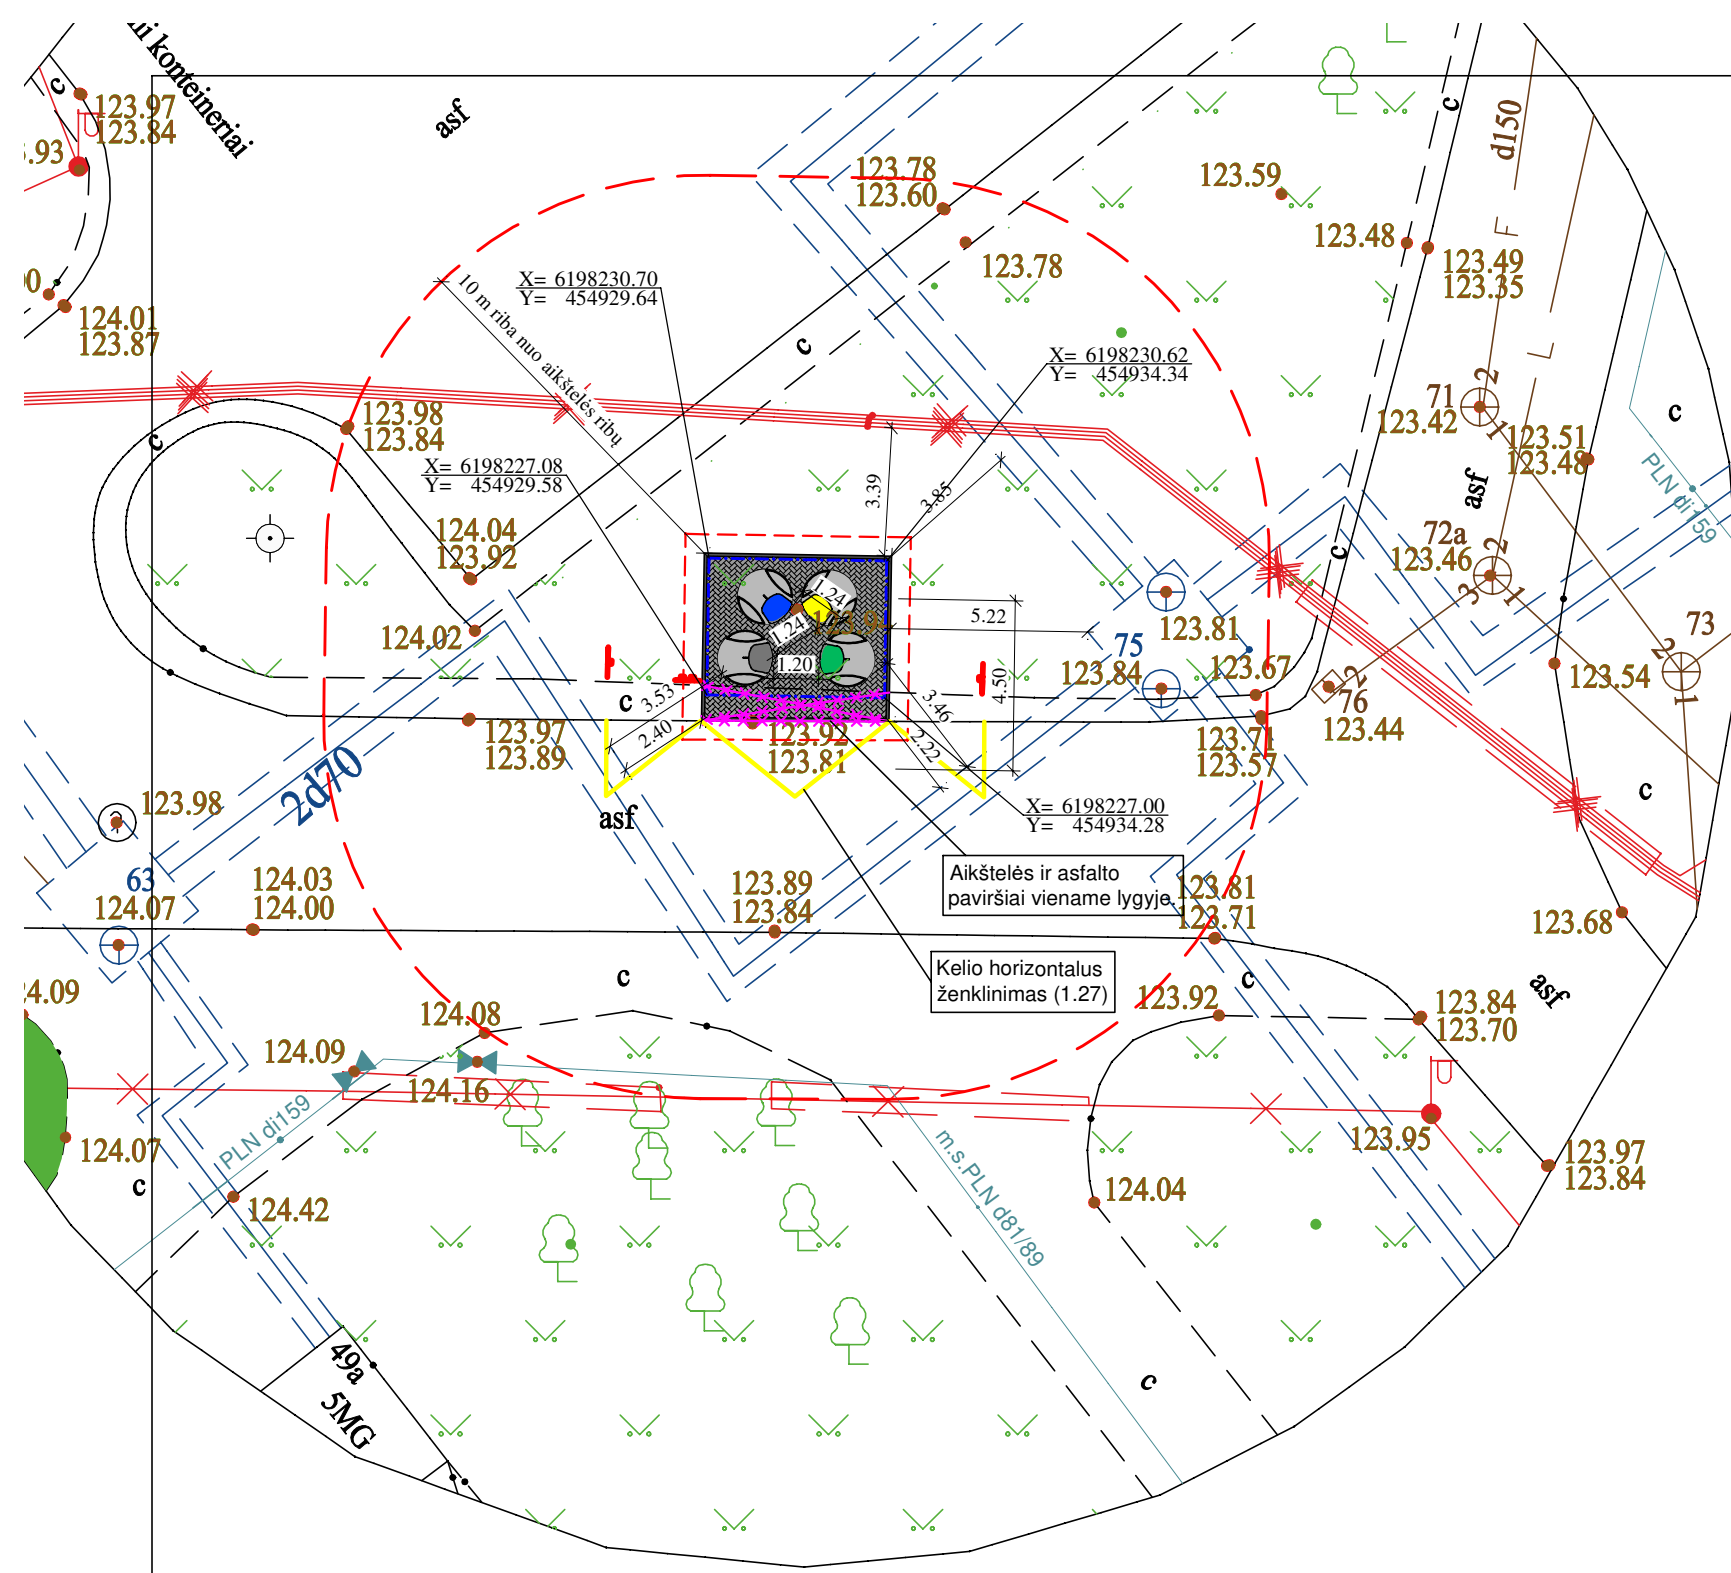 konteineriai
asf
123.97
123.84
123.78
123.60
123.59
d150
c
c
F
L
123.48
123.49
123.35
123.78
124.01
123.87
X= 6198230.70
Y= 454929.64
10 m riba nuo aikštelės ribų
c
X= 6198230.62
Y= 454934.34
71
2
1
123.42
c
123.98
123.84
c
123.51
123.48
PLN di159
X= 6198227.08
Y= 454929.58
3.39
3.85
asf
124.04
123.92
72a
123.46
2
3
1
c
1.24
1.24
1.20
5.22
4.50
124.02
123.81
75
123.84
123.67
73
2
1
123.54
2
76
123.44
c
3.53
2.40
3.46
2.22
123.97
123.89
123.92
123.81
123.71
123.57
2d70
asf
123.98
X= 6198227.00
Y= 454934.28
c
Aikštelės ir asfalto
paviršiai viename lygyje.
63
124.07
124.03
124.00
123.89
123.84
123.81
123.71
123.68
Kelio horizontalus
ženklinimas (1.27)
c
c
asf
124.08
123.92
123.84
123.70
124.09
124.16
PLN di159
m.s.PLN d81/89
124.07
c
123.95
123.97
123.84
124.42
124.04
49a
5MG
c